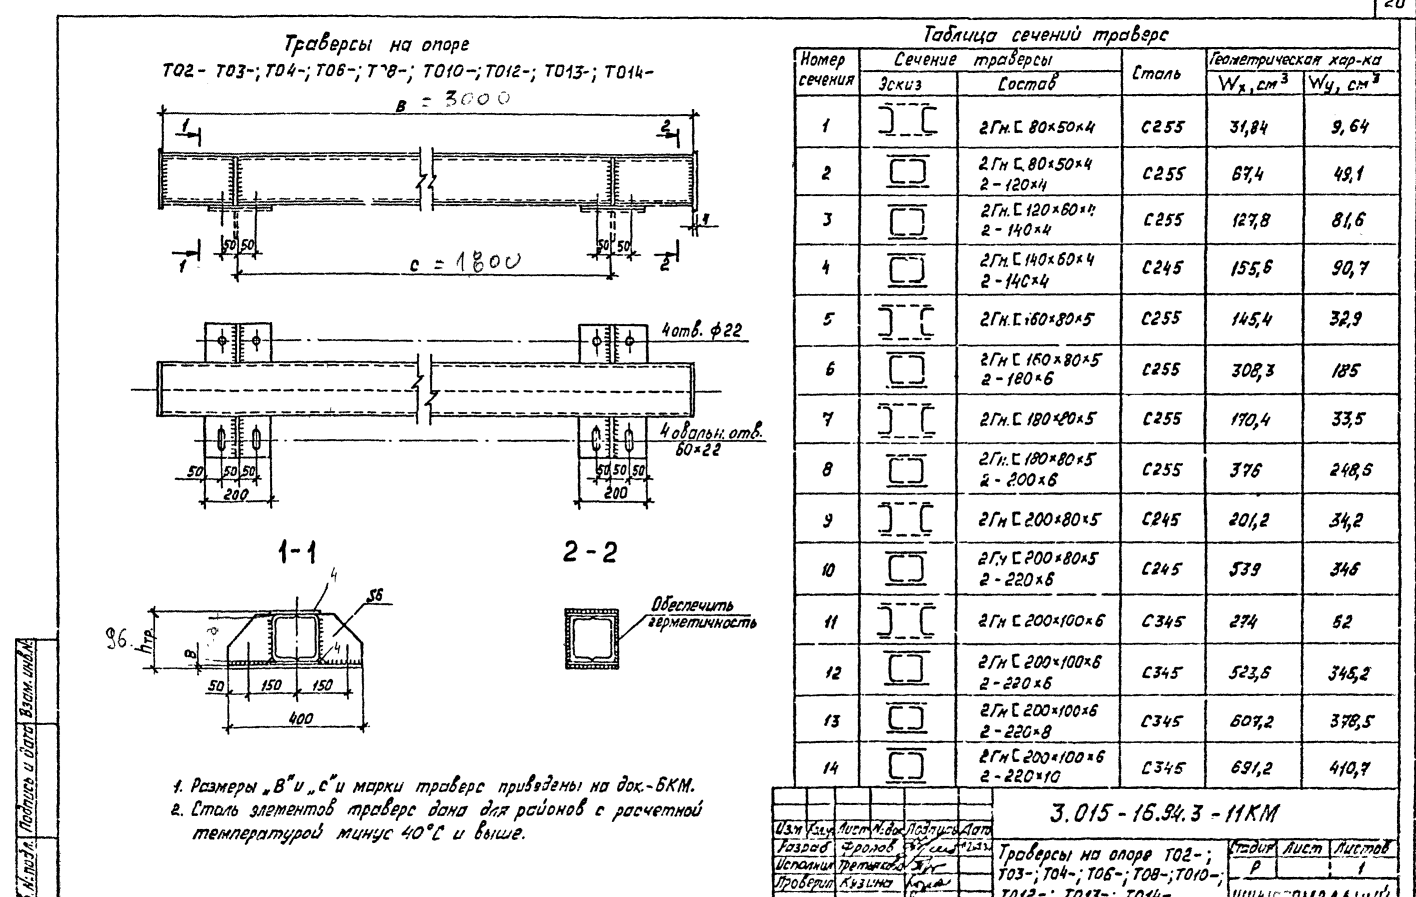 20
Траверсы на опоре
ТО2- ТО3-; ТО4-; ТО6-; Т 8-; ТО10-; ТО12-; ТО13-; ТО14-
В = 3000
1
2
50 50
50 50
4
1
С = 1800
2
4 отв. ф22
4 овальн. отв.
60×22
50 50 50
50 50 50
200
200
1-1
2-2
4
S6
96
hтр.
8
4
50 150 150
400
Обеспечить
герметичность
1. Размеры „В" и „С" и марки траверс приведены на док.-6КМ.
2. Сталь элементов траверс дана для районов с расчетной
температурой минус 40°С и выше.
Таблица сечений траверс
Номер сечения
Сечение траверсы
Эскиз
Состав
Сталь
Геометрическая хар-ка
Wx, см³
Wy, см³
1 2Гн. [ 80×50×4 С255 31,84 9,64
2 2Гн [ 80×50×4 С255 67,4 49,1
2-120×4
3 2Гн. [ 120×60×4 С255 127,8 81,6
2-140×4
4 2Гн. [ 140×60×4 С245 155,6 90,7
2-140×4
5 2Гн. [ 160×80×5 С255 145,4 32,9
6 2Гн [ 160×80×5 С255 308,3 185
2-180×6
7 2Гн. [ 180×80×5 С255 170,4 33,5
8 2Гн. [ 180×80×5 С255 376 248,6
2-200×6
9 2Гн [ 200×80×5 С245 201,2 34,2
10 2Гн [ 200×80×5 С245 539 346
2-220×6
11 2Гн [ 200×100×6 С345 274 52
12 2Гн [ 200×100×6 С345 523,6 345,2
2-220×6
13 2Гн [ 200×100×6 С345 607,2 378,5
2-220×8
14 2Гн [ 200×100×6 С345 691,2 410,7
2-220×10
3.015-16.94.3-11КМ
Изм Кол.уч Лист №док Подпись Дата
Разраб Фролов
Исполнил
Проверил Кузина
Траверсы на опоре ТО2-;
ТО3-; ТО4-; ТО6-; ТО8-; ТО10-;
ТО12-; ТО13-; ТО14-
Стадия Лист Листов
Р 1
Взам. инв.№
Подпись и дата
№ подл.